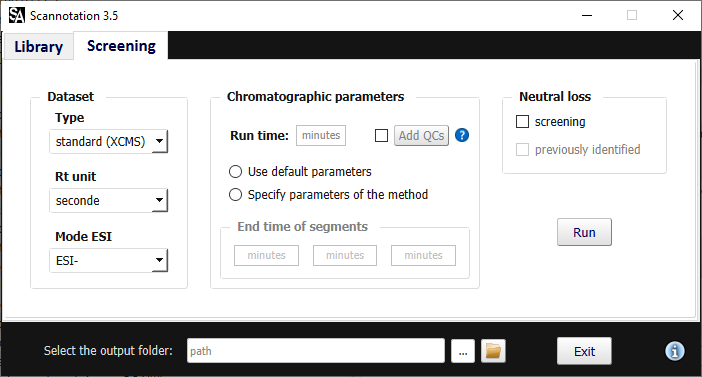 SA Scannotation 3.5
Library Screening
Dataset
Type
standard (XCMS)
Rt unit
seconde
Mode ESI
ESI-
Chromatographic parameters
Run time: minutes Add QCs ?
Use default parameters
Specify parameters of the method
End time of segments
minutes minutes minutes
Neutral loss
screening
previously identified
Run
Select the output folder: path ... Exit i